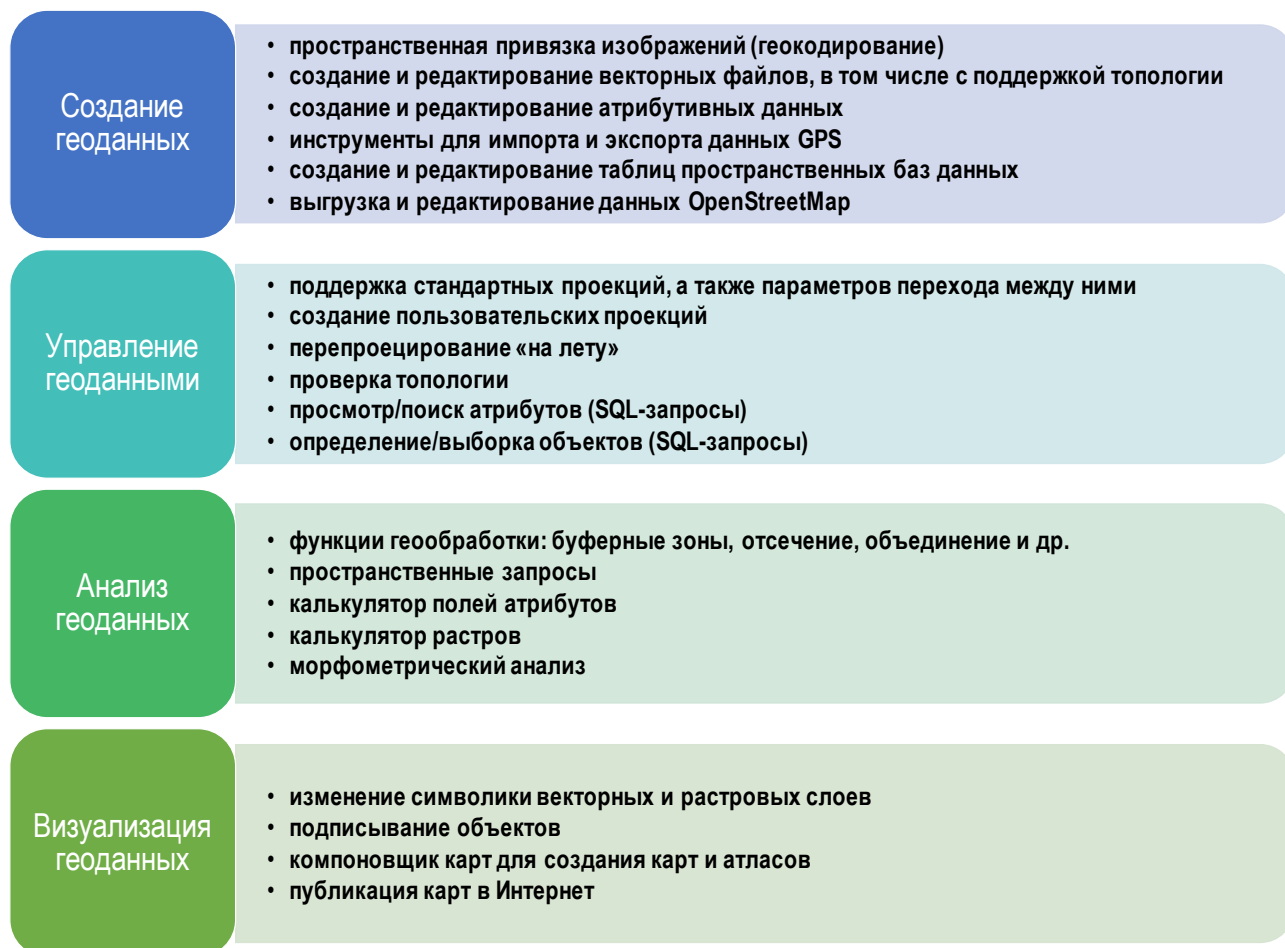 Создание
геоданных
• пространственная привязка изображений (геокодирование)
• создание и редактирование векторных файлов, в том числе с поддержкой топологии
• создание и редактирование атрибутивных данных
• инструменты для импорта и экспорта данных GPS
• создание и редактирование таблиц пространственных баз данных
• выгрузка и редактирование данных OpenStreetMap
Управление
геоданными
• поддержка стандартных проекций, а также параметров перехода между ними
• создание пользовательских проекций
• перепроецирование «на лету»
• проверка топологии
• просмотр/поиск атрибутов (SQL-запросы)
• определение/выборка объектов (SQL-запросы)
Анализ
геоданных
• функции геообработки: буферные зоны, отсечение, объединение и др.
• пространственные запросы
• калькулятор полей атрибутов
• калькулятор растров
• морфометрический анализ
Визуализация
геоданных
• изменение символики векторных и растровых слоев
• подписывание объектов
• компоновщик карт для создания карт и атласов
• публикация карт в Интернет